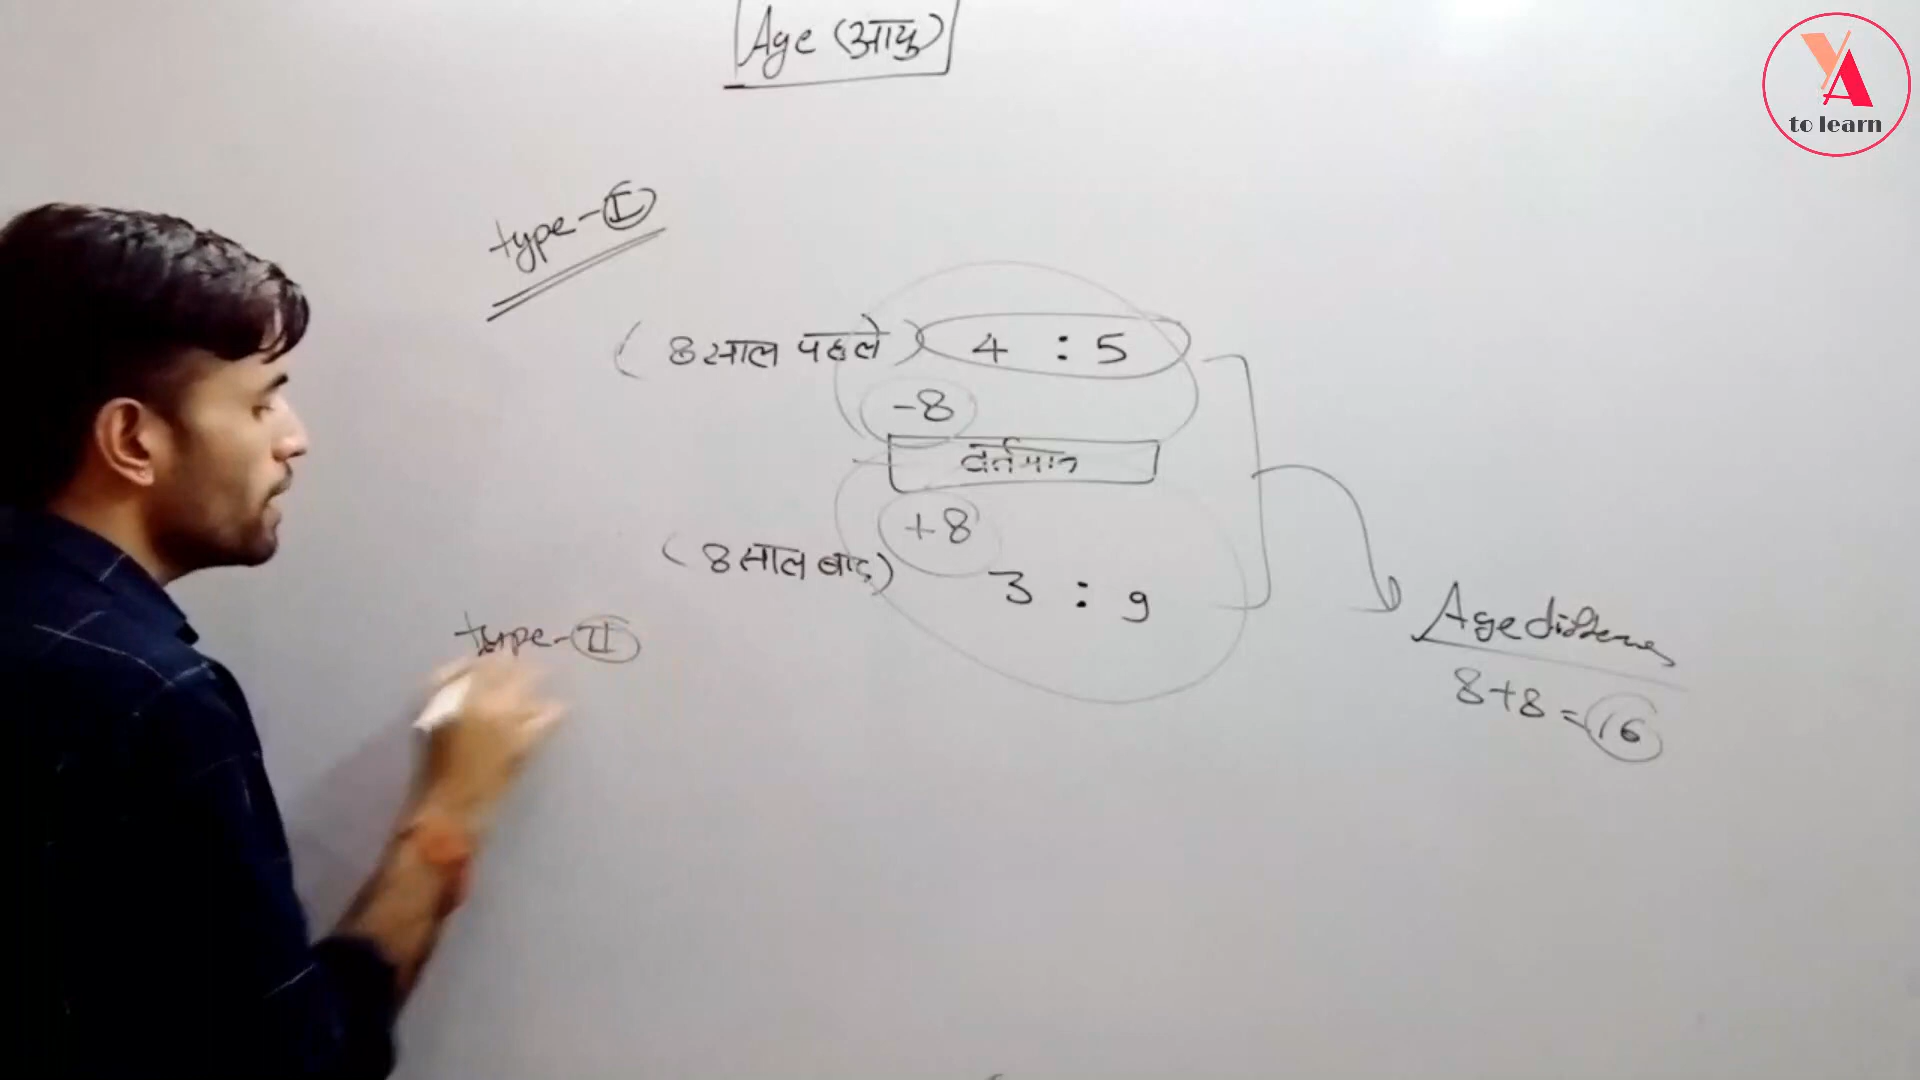 Age (आयु)
YA
to learn
type-I
(8 साल पहले) 4 : 5
-8
वर्तमान
+8
(8 साल बाद) 3 : 9
type-II
Age difference
8+8=16